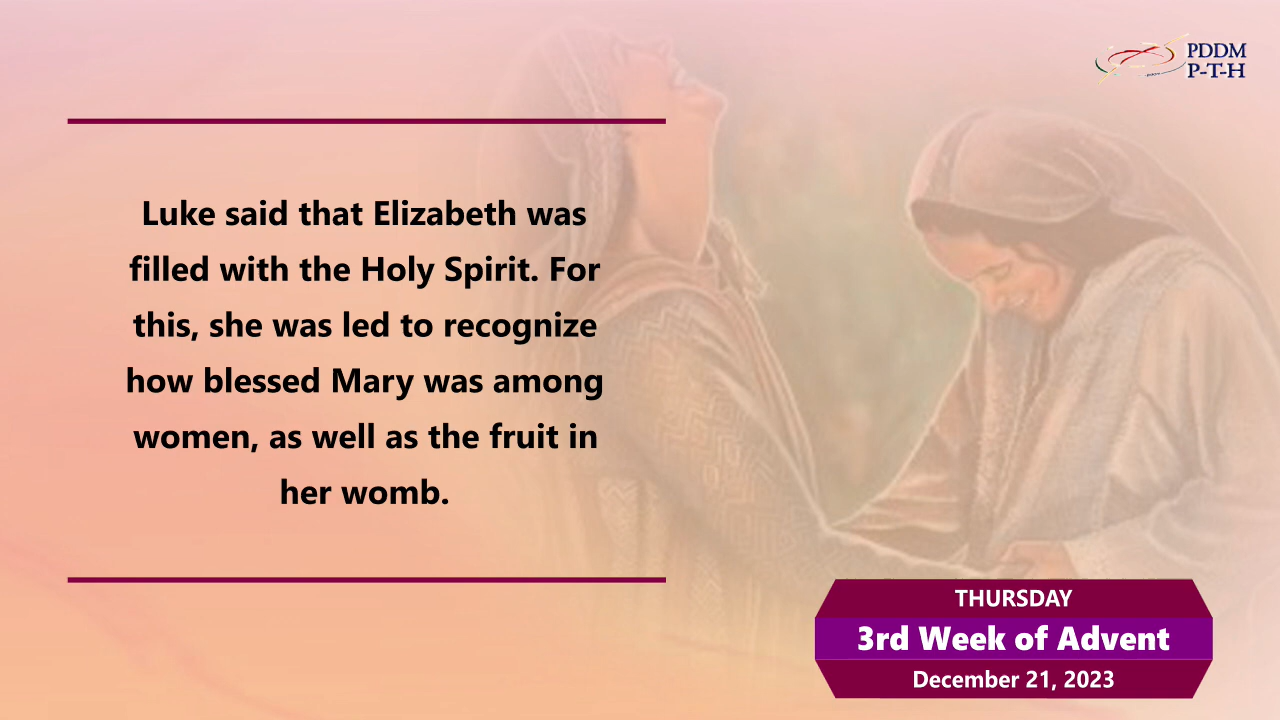 PDDM
P-T-H
Luke said that Elizabeth was
filled with the Holy Spirit. For
this, she was led to recognize
how blessed Mary was among
women, as well as the fruit in
her womb.
THURSDAY
3rd Week of Advent
December 21, 2023